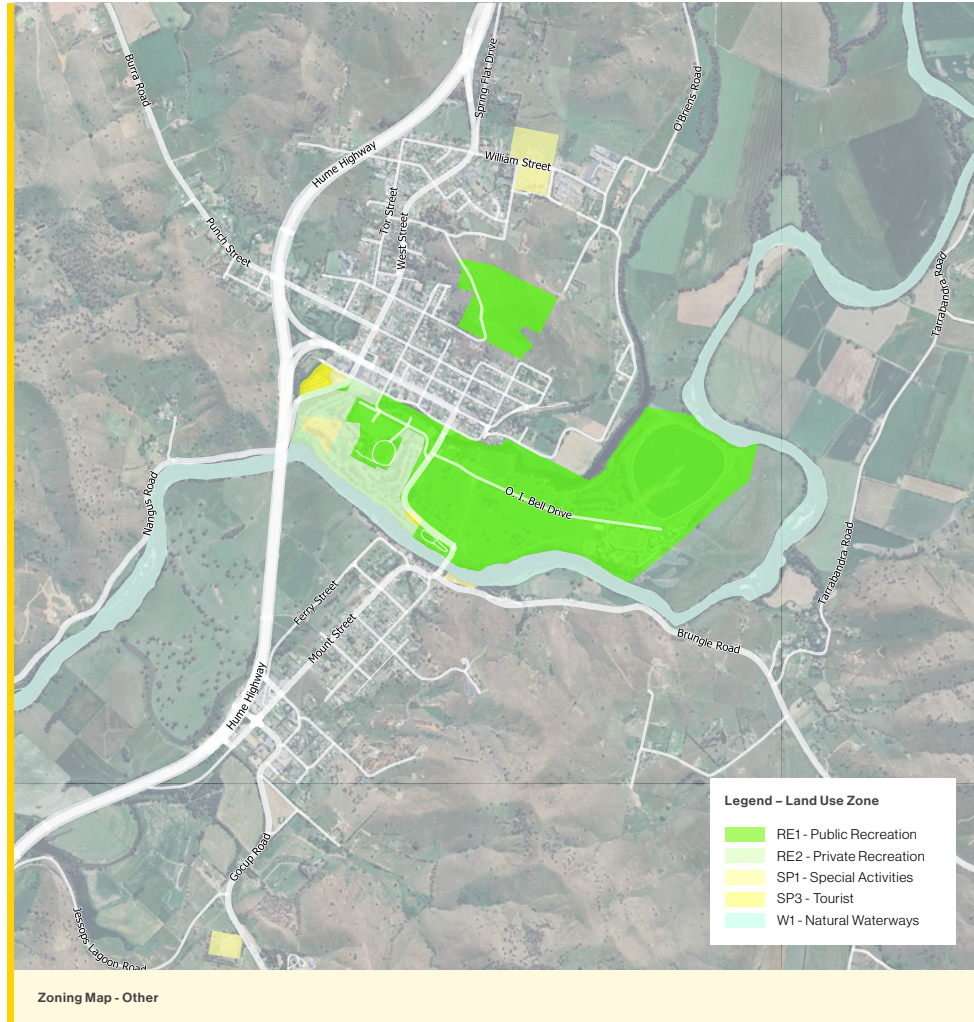 Burra Road
Spring Flat Drive
O'Briens Road
Hume Highway
William Street
Tor Street
West Street
Punch Street
Tarrabandra Road
Nangus Road
O. I. Bell Drive
Tarrabandra Road
Ferry Street
Mount Street
Brungle Road
Hume Highway
Gocup Road
Jessops Lagoon Road
Legend – Land Use Zone
RE1 - Public Recreation
RE2 - Private Recreation
SP1 - Special Activities
SP3 - Tourist
W1 - Natural Waterways
Zoning Map - Other